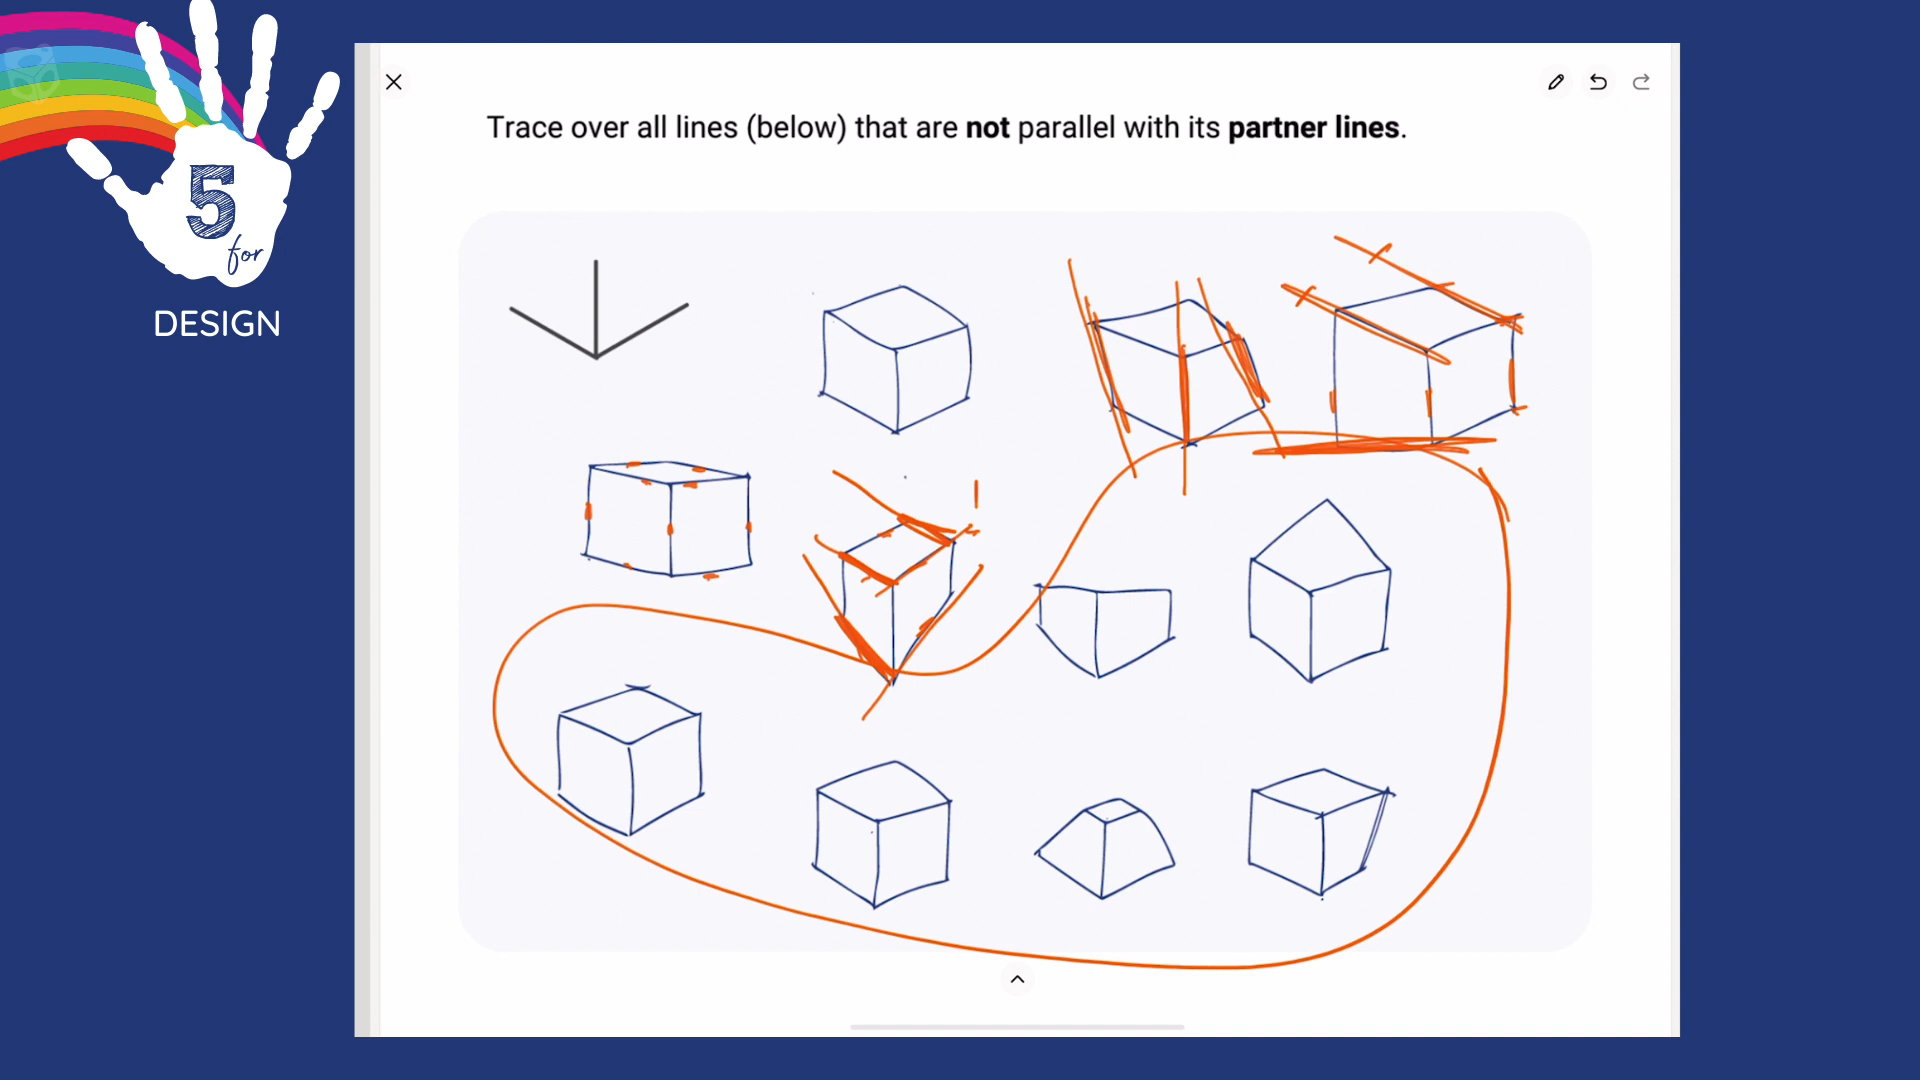 Trace over all lines (below) that are not parallel with its partner lines.
5
for
DESIGN